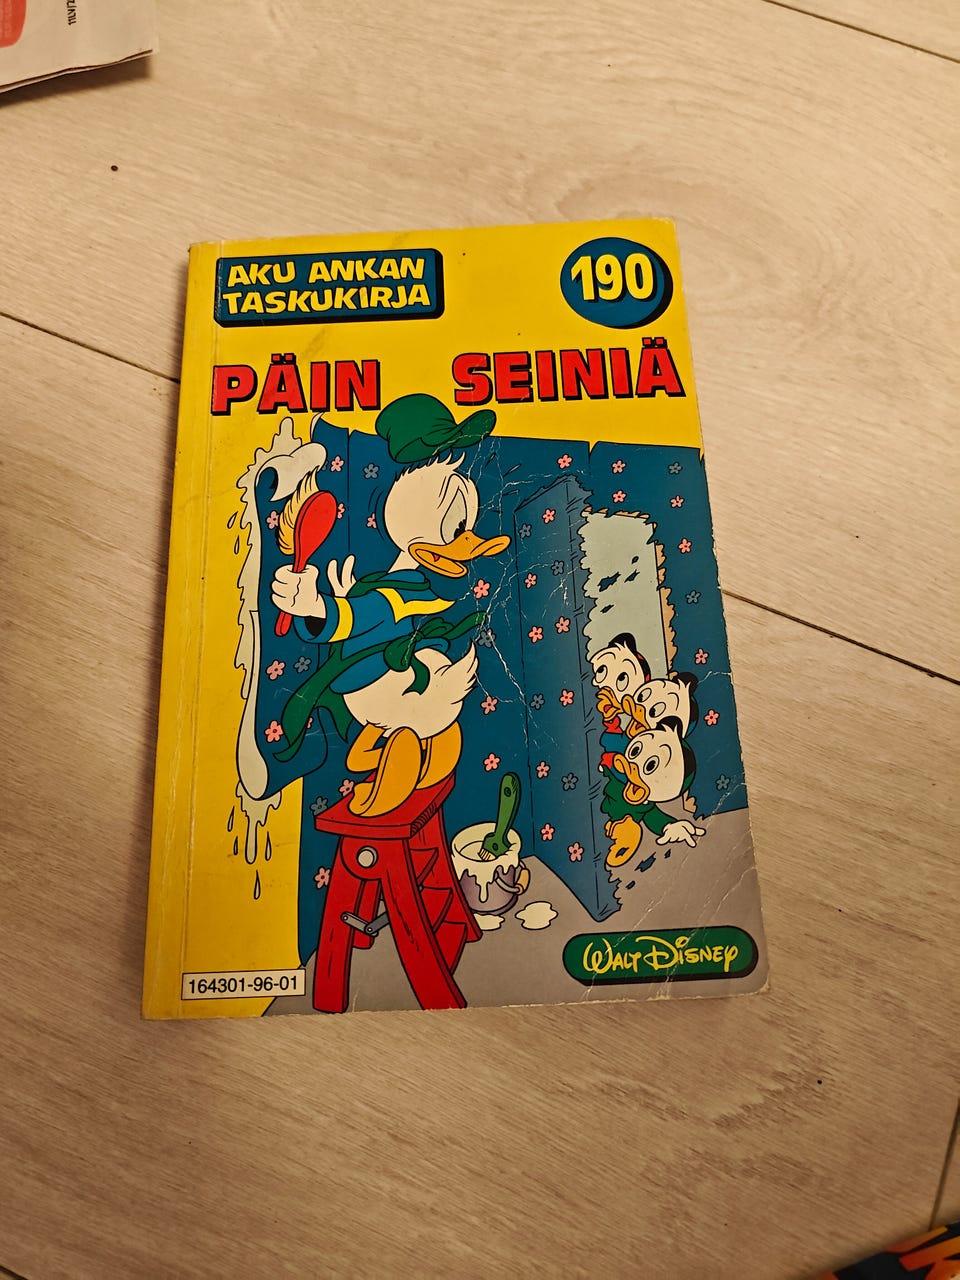 AKU ANKAN
TASKUKIRJA
190
PÄIN SEINIÄ
WALT DISNEY
164301-96-01